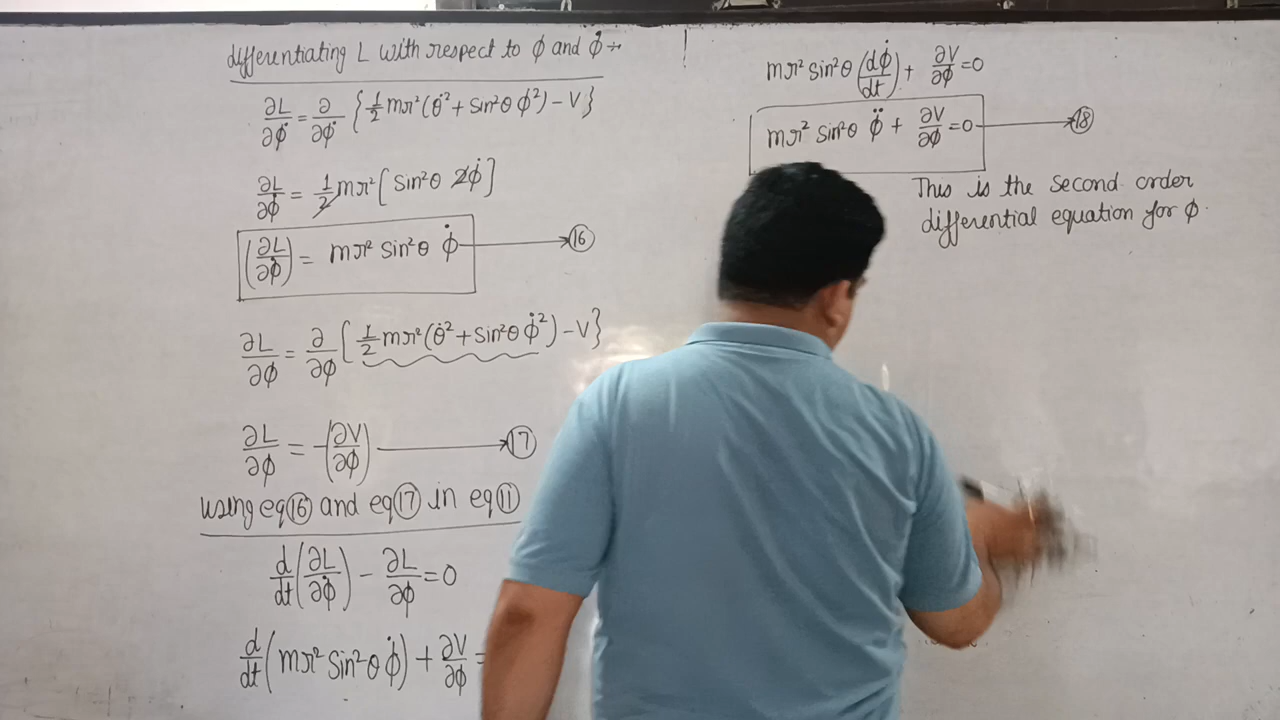 differentiating L with respect to ϕ and ϕ̇ :-
∂L/∂ϕ̇ = ∂/∂ϕ̇ {1/2 mr²(θ̇² + Sin²θ ϕ̇²) - V}
∂L/∂ϕ̇ = 1/2 mr² [Sin²θ 2ϕ̇]
(∂L/∂ϕ̇) = mr² Sin²θ ϕ̇ → 16
∂L/∂ϕ = ∂/∂ϕ {1/2 mr²(θ̇² + Sin²θ ϕ̇²) - V}
∂L/∂ϕ = -(∂V/∂ϕ) → 17
using eq 16 and eq 17 in eq 11
d/dt (∂L/∂ϕ̇) - ∂L/∂ϕ = 0
d/dt (mr² Sin²θ ϕ̇) + ∂V/∂ϕ =
mr² Sin²θ (dϕ̇/dt) + ∂V/∂ϕ = 0
mr² Sin²θ ϕ̈ + ∂V/∂ϕ = 0 → 18
This is the second order
differential equation for ϕ.